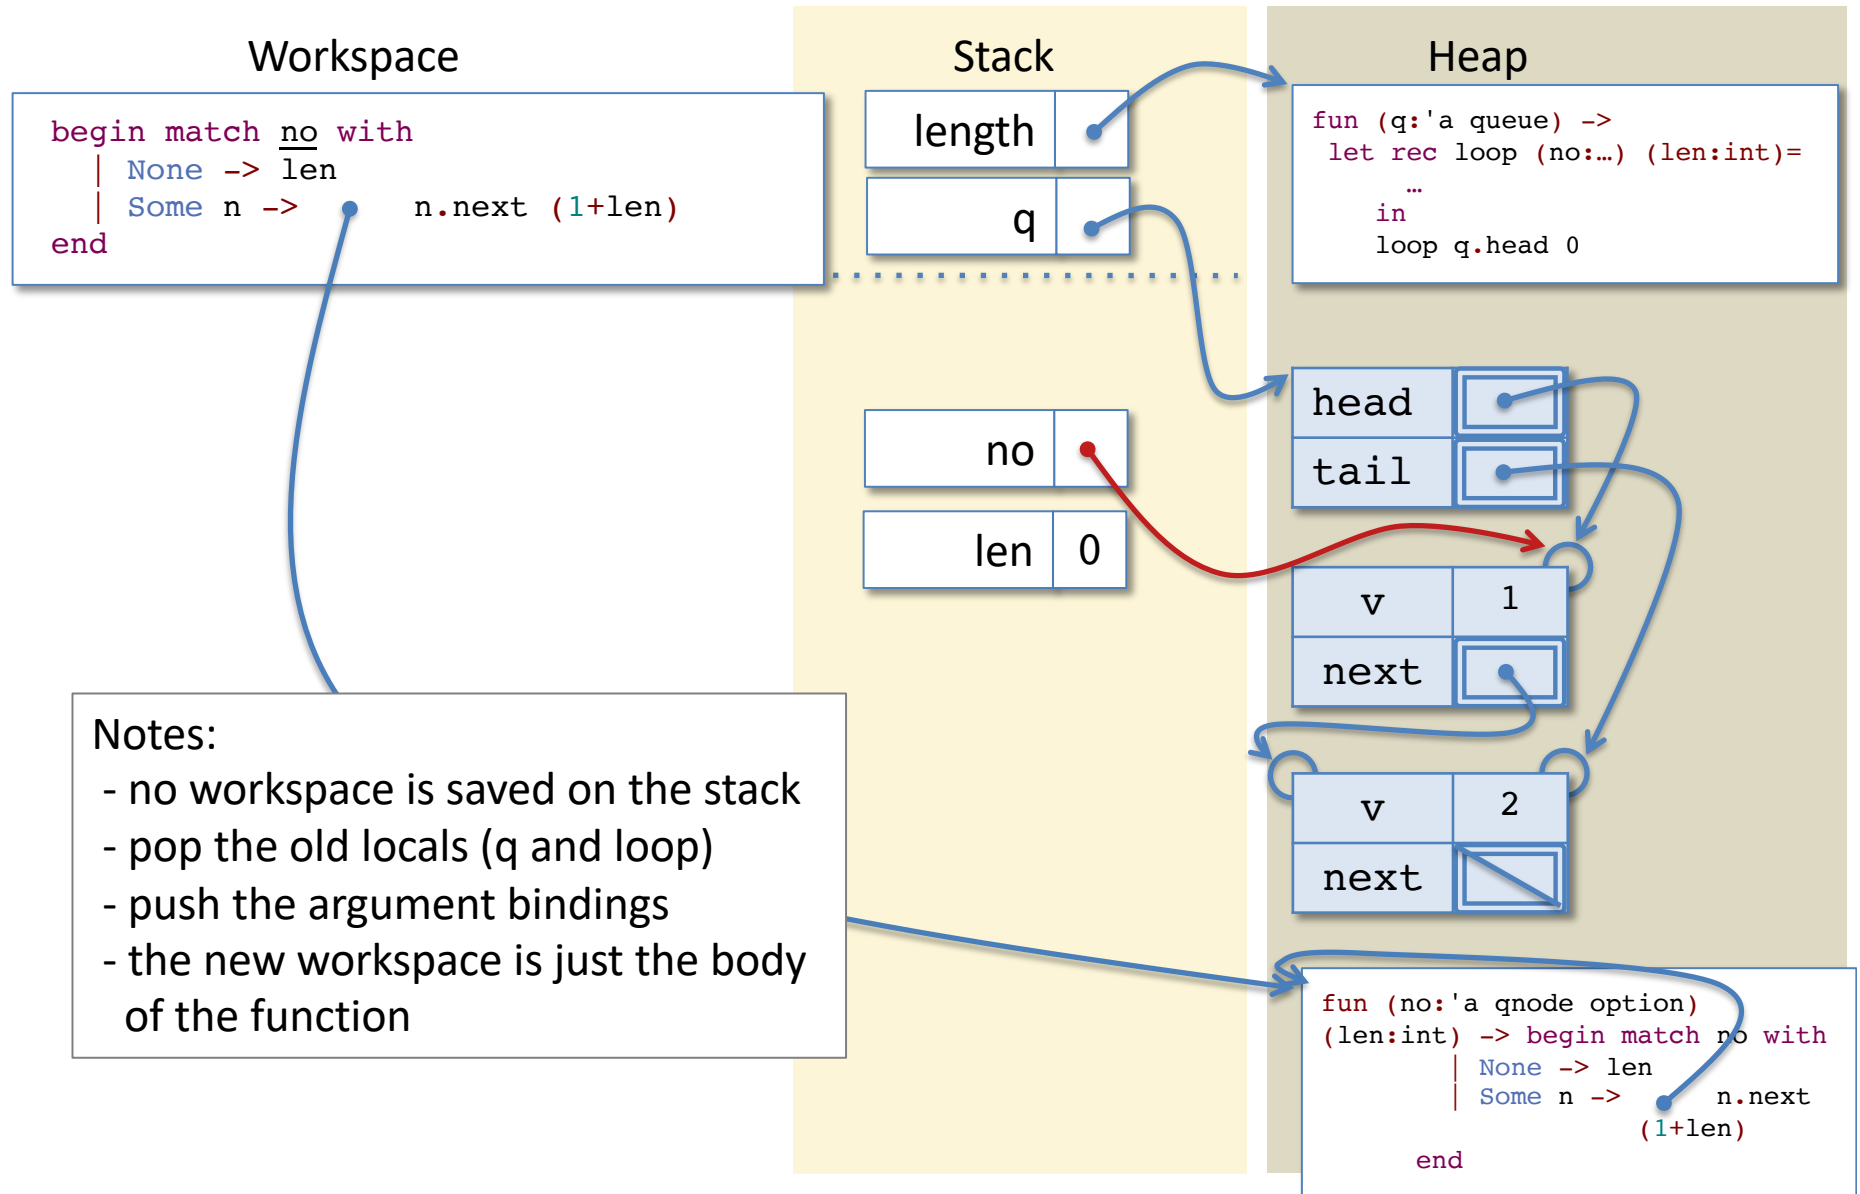 Workspace
begin match no with
| None -> len
| Some n -> n.next (1+len)
end
Stack
length
q
no
len 0
Heap
fun (q:'a queue) ->
let rec loop (no:…) (len:int)=
…
in
loop q.head 0
head
tail
v 1
next
v 2
next
fun (no:'a qnode option)
(len:int) -> begin match no with
| None -> len
| Some n -> n.next
(1+len)
end
Notes:
- no workspace is saved on the stack
- pop the old locals (q and loop)
- push the argument bindings
- the new workspace is just the body
of the function